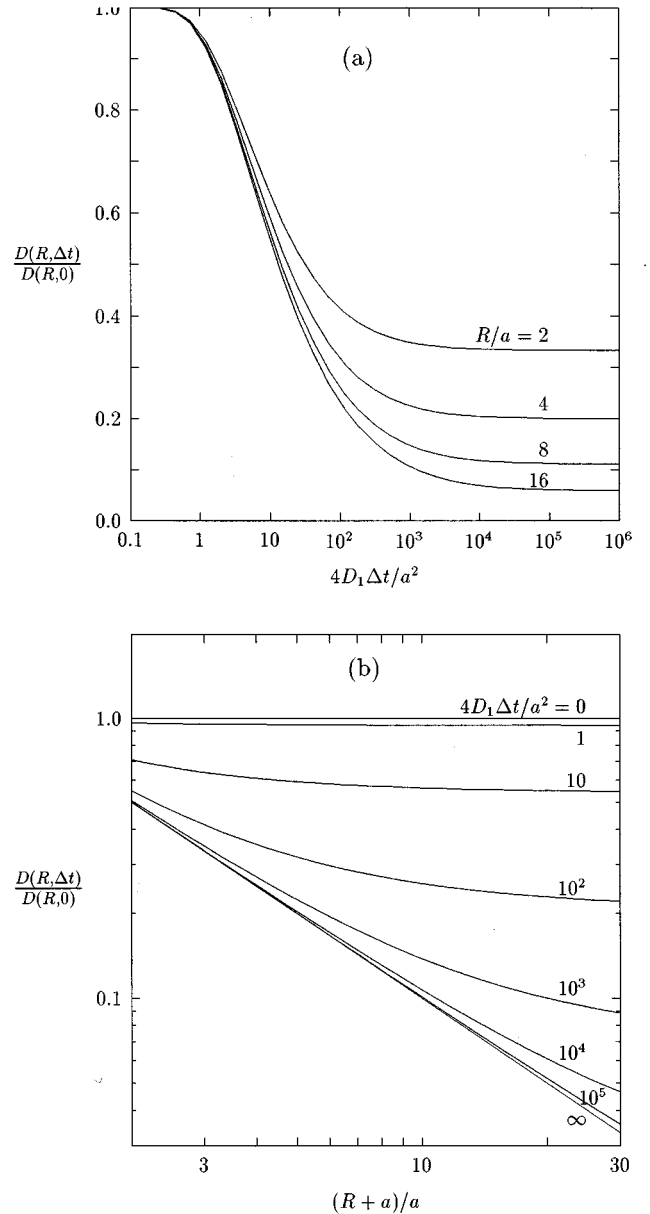 1.0
(a)
0.8
0.6
D(R,Δt)
D(R,0)
0.4
R/a = 2
4
0.2
8
16
0.0
0.1 1 10 10² 10³ 10⁴ 10⁵ 10⁶
4D₁Δt/a²
(b)
4D₁Δt/a² = 0
1.0
1
10
D(R,Δt)
D(R,0)
10²
0.1
10³
10⁴
10⁵
∞
3 10 30
(R + a)/a